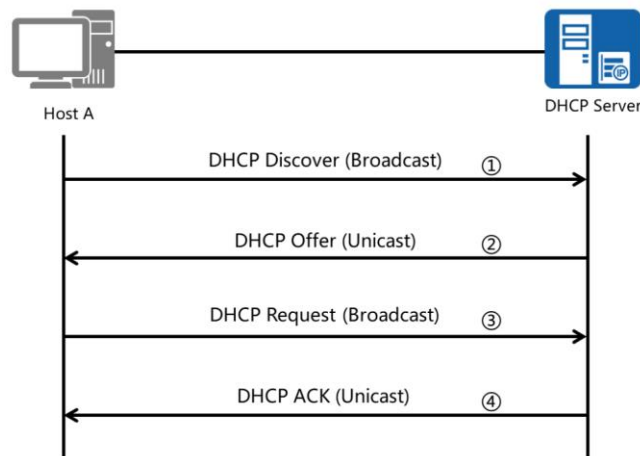 Host A
DHCP Server
DHCP Discover (Broadcast) ①
DHCP Offer (Unicast) ②
DHCP Request (Broadcast) ③
DHCP ACK (Unicast) ④
IP